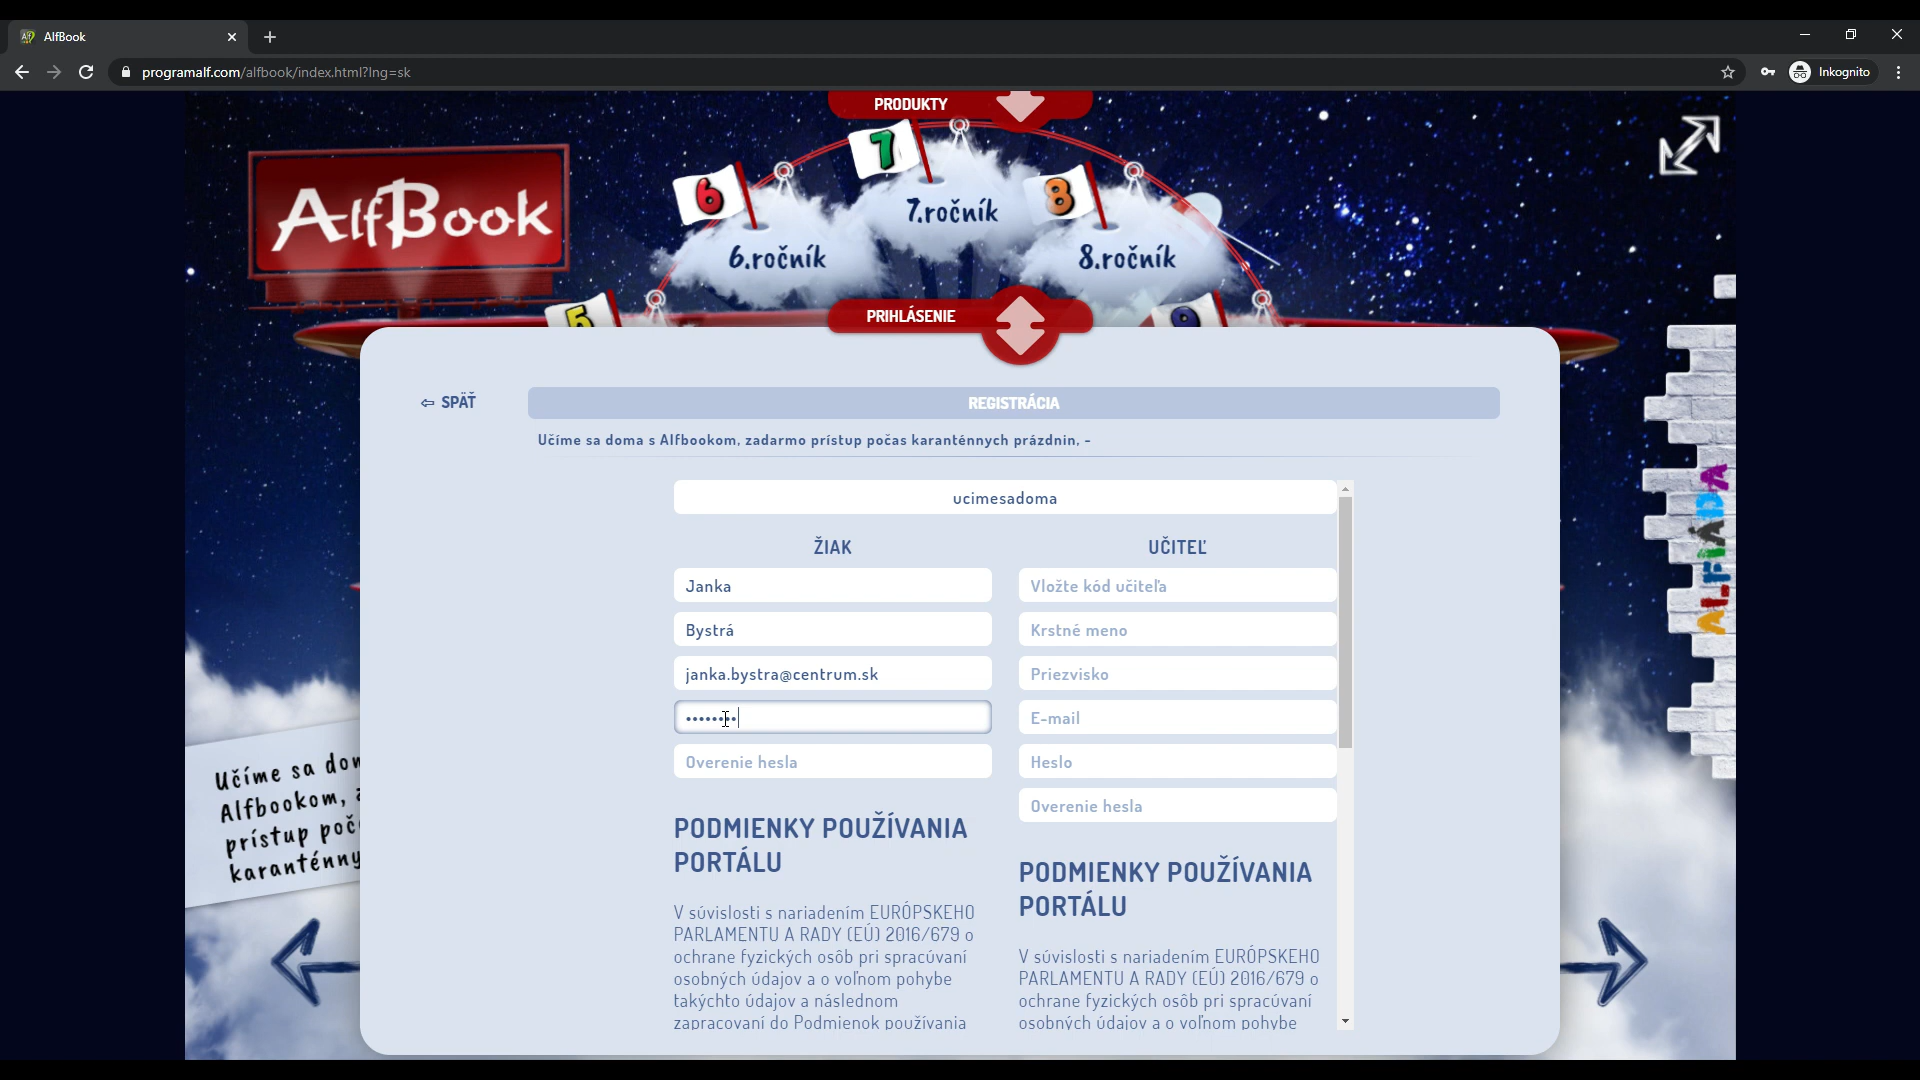 AlfBook
programalf.com/alfbook/index.html?lng=sk
Inkognito
PRODUKTY
AlfBook
6
7
8
6.ročník
7.ročník
8.ročník
5
9
PRIHLÁSENIE
⇦ SPÄŤ
REGISTRÁCIA
Učíme sa doma s Alfbookom, zadarmo prístup počas karanténnych prázdnin, -
ucimesadoma
ŽIAK
Janka
Bystrá
janka.bystra@centrum.sk
••••••••
Overenie hesla
PODMIENKY POUŽÍVANIA
PORTÁLU
V súvislosti s nariadením EURÓPSKEHO
PARLAMENTU A RADY (EÚ) 2016/679 o
ochrane fyzických osôb pri spracúvaní
osobných údajov a o voľnom pohybe
takýchto údajov a následnom
zapracovaní do Podmienok používania
UČITEĽ
Vložte kód učiteľa
Krstné meno
Priezvisko
E-mail
Heslo
Overenie hesla
PODMIENKY POUŽÍVANIA
PORTÁLU
V súvislosti s nariadením EURÓPSKEHO
PARLAMENTU A RADY (EÚ) 2016/679 o
ochrane fyzických osôb pri spracúvaní
osobných údajov a o voľnom pohybe
Učíme sa dom
Alfbookom,
prístup poč
karanténny
ALFIADA